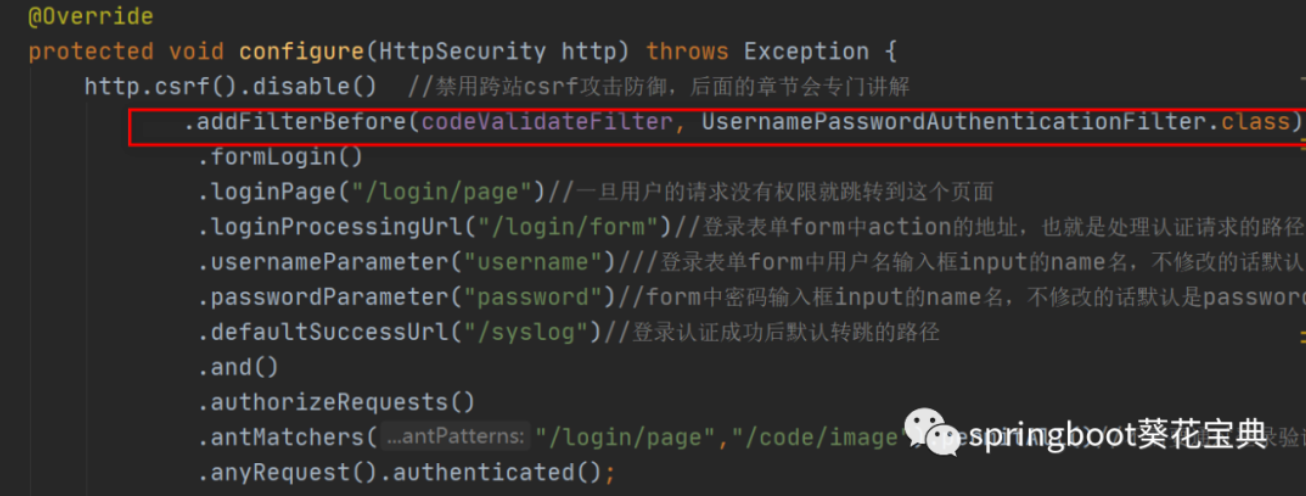 @Override
protected void configure(HttpSecurity http) throws Exception {
http.csrf().disable() //禁用跨站csrf攻击防御，后面的章节会专门讲解
.addFilterBefore(codeValidateFilter, UsernamePasswordAuthenticationFilter.class)
.formLogin()
.loginPage("/login/page")//一旦用户的请求没有权限就跳转到这个页面
.loginProcessingUrl("/login/form")//登录表单form中action的地址，也就是处理认证请求的路径
.usernameParameter("username")///登录表单form中用户名输入框input的name名，不修改的话默认
.passwordParameter("password")//form中密码输入框input的name名，不修改的话默认是password
.defaultSuccessUrl("/syslog")//登录认证成功后默认转跳的路径
.and()
.authorizeRequests()
.antMatchers( ...antPatterns: "/login/page","/code/image"
springboot葵花宝典
.anyRequest().authenticated();